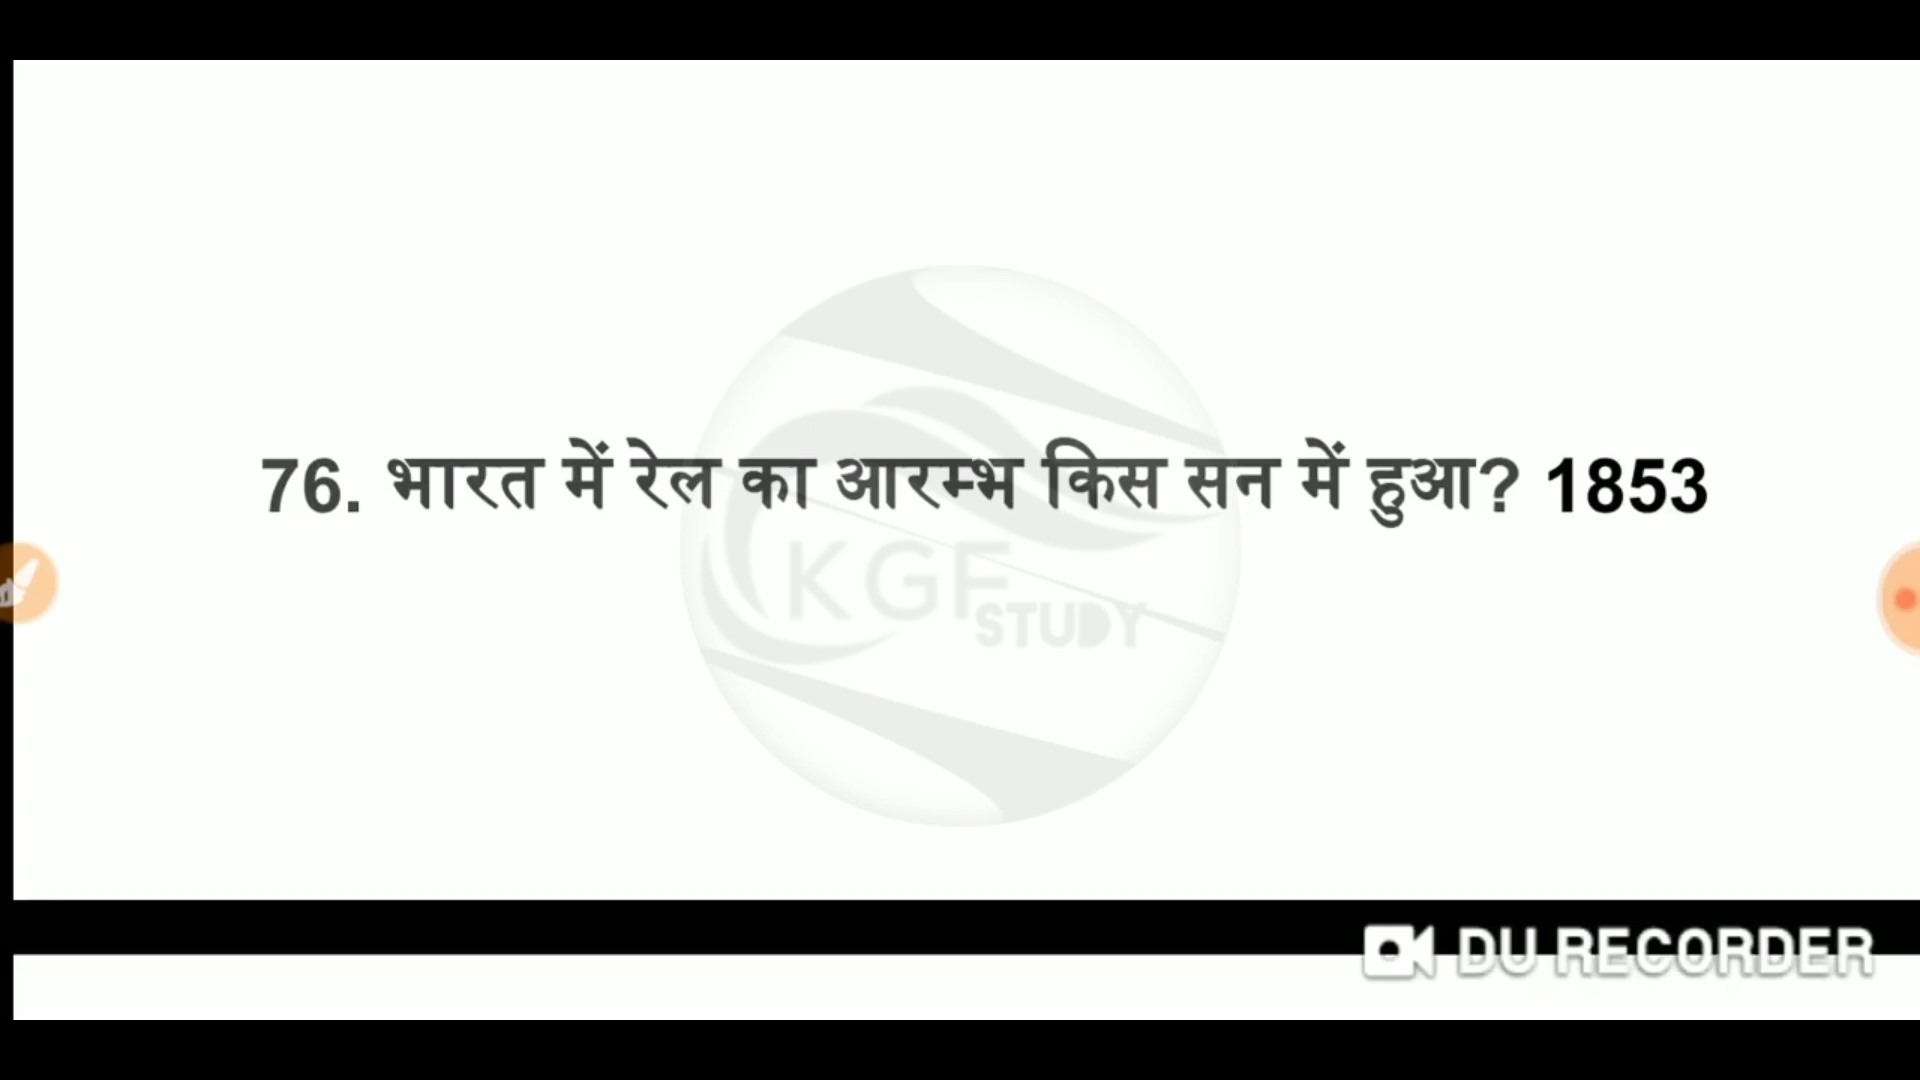 76. भारत में रेल का आरम्भ किस सन में हुआ? 1853
KGF
STUDY
DU RECORDER